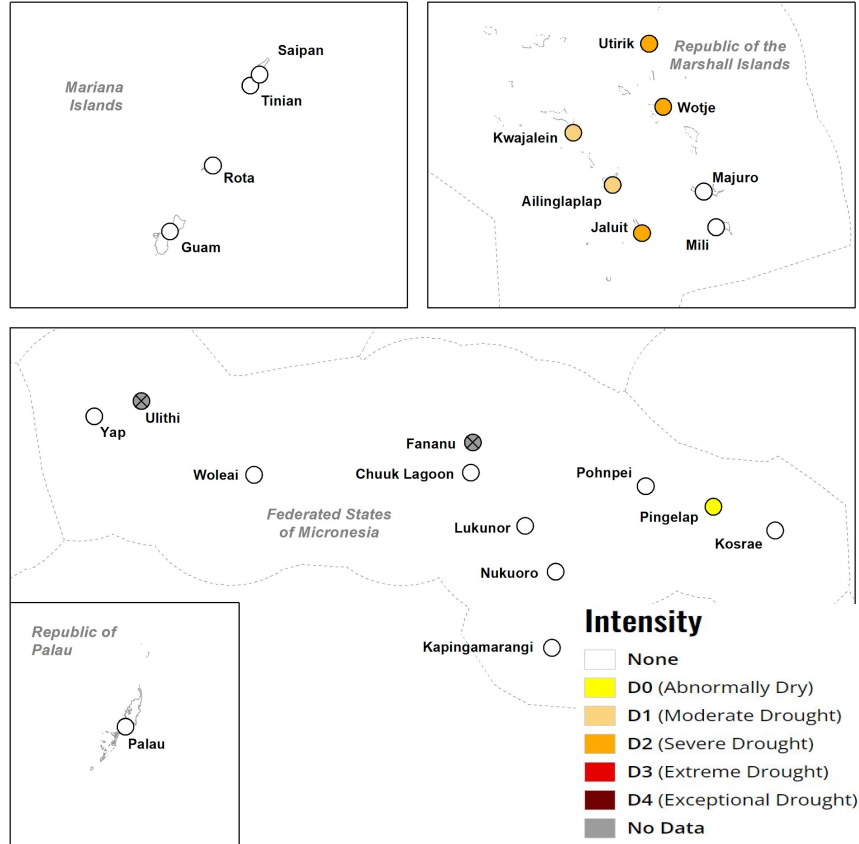 Saipan
Mariana
Islands
Tinian
Rota
Guam
Utirik
Republic of the
Marshall Islands
Wotje
Kwajalein
Majuro
Ailinglaplap
Jaluit
Mili
Ulithi
Yap
Fananu
Woleai
Chuuk Lagoon
Pohnpei
Federated States
of Micronesia
Pingelap
Lukunor
Kosrae
Nukuoro
Kapingamarangi
Republic of
Palau
Palau
Intensity
None
D0 (Abnormally Dry)
D1 (Moderate Drought)
D2 (Severe Drought)
D3 (Extreme Drought)
D4 (Exceptional Drought)
No Data